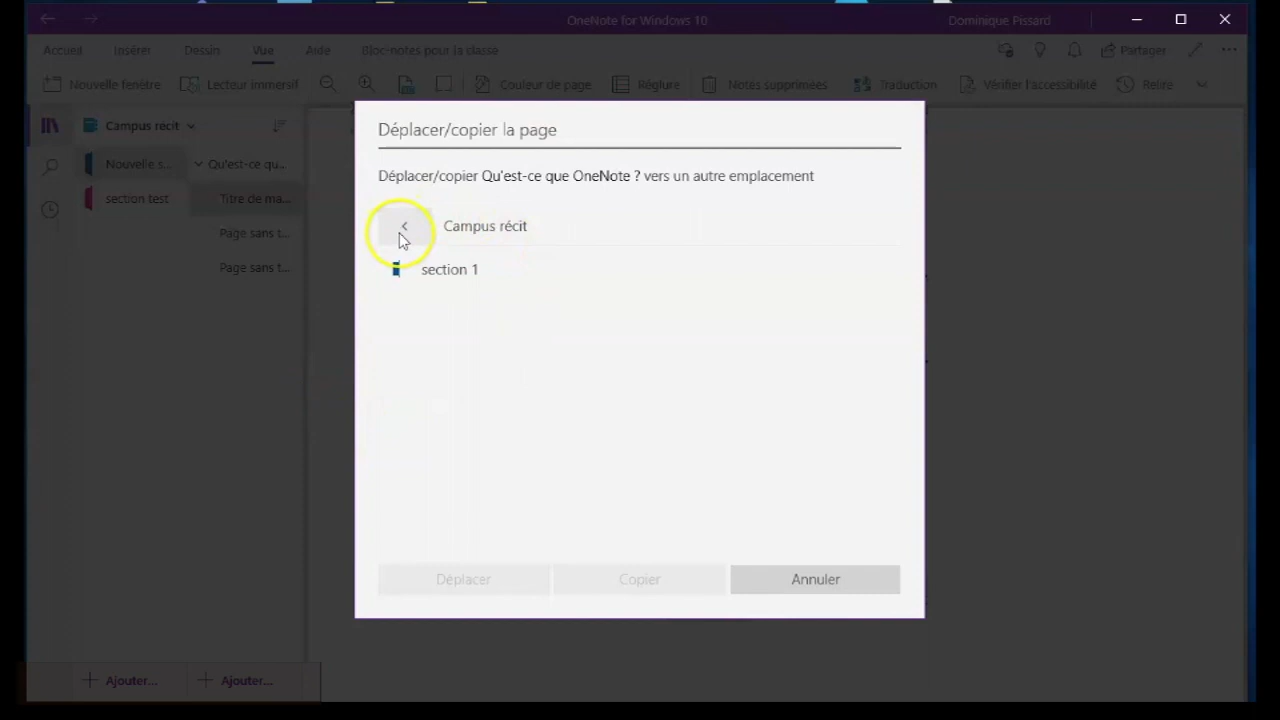 OneNote for Windows 10
Dominique Pissard
Accueil
Insérer
Dessin
Vue
Aide
Bloc-notes pour la classe
Partager
Nouvelle fenêtre
Lecteur immersif
Couleur de page
Réglure
Notes supprimées
Traduction
Vérifier l'accessibilité
Relire
Campus récit
Nouvelle s...
Qu'est-ce qu...
section test
Titre de ma...
Page sans t...
Page sans t...
Déplacer/copier la page
Déplacer/copier Qu'est-ce que OneNote ? vers un autre emplacement
Campus récit
section 1
Déplacer
Copier
Annuler
Ajouter...
Ajouter...